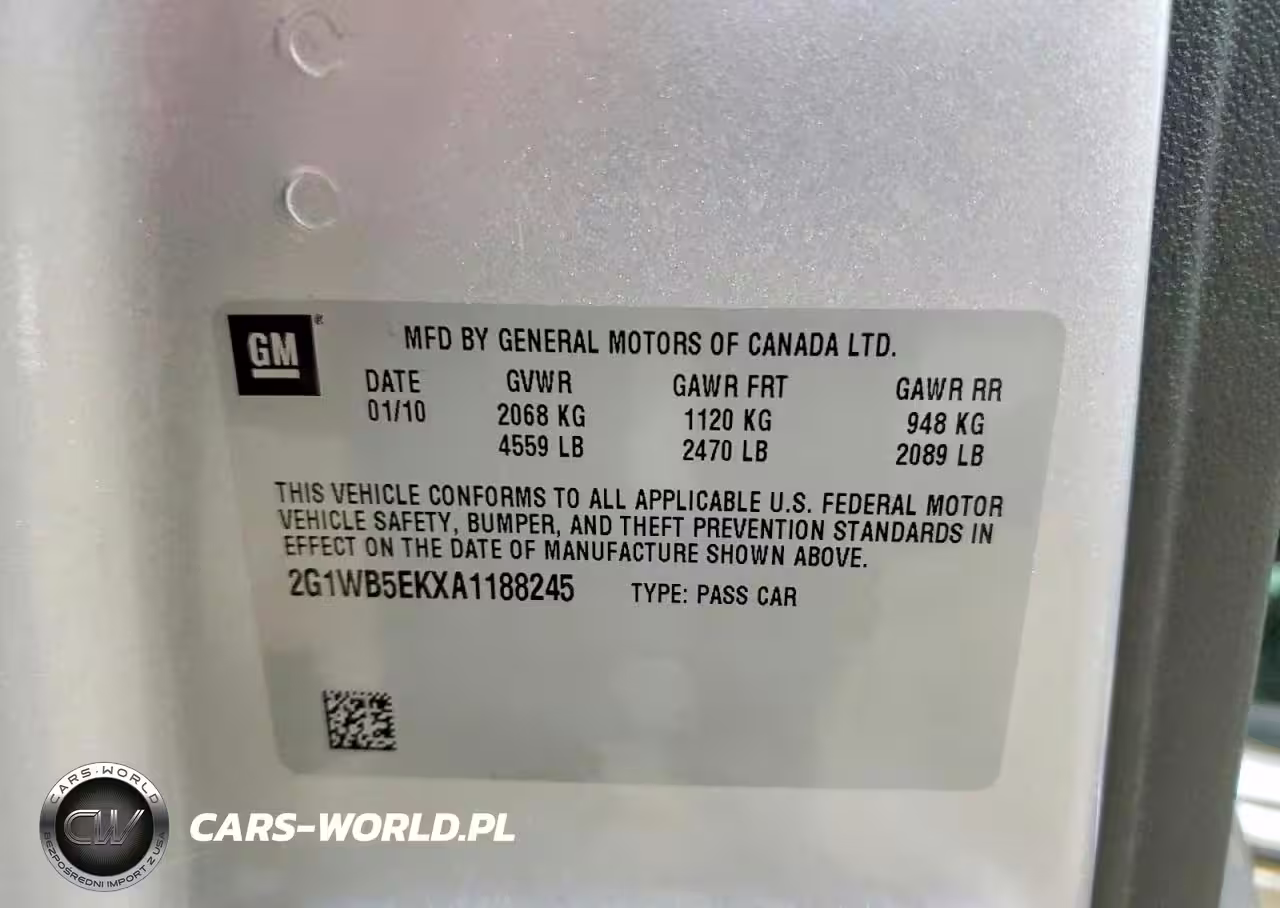 GM ®
MFD BY GENERAL MOTORS OF CANADA LTD.
DATE GVWR GAWR FRT GAWR RR
01/10 2068 KG 1120 KG 948 KG
4559 LB 2470 LB 2089 LB
THIS VEHICLE CONFORMS TO ALL APPLICABLE U.S. FEDERAL MOTOR
VEHICLE SAFETY, BUMPER, AND THEFT PREVENTION STANDARDS IN
EFFECT ON THE DATE OF MANUFACTURE SHOWN ABOVE.
2G1WB5EKXA1188245 TYPE: PASS CAR
CARS-WORLD
CW
BEZPOŚREDNI IMPORT Z USA
CARS-WORLD.PL